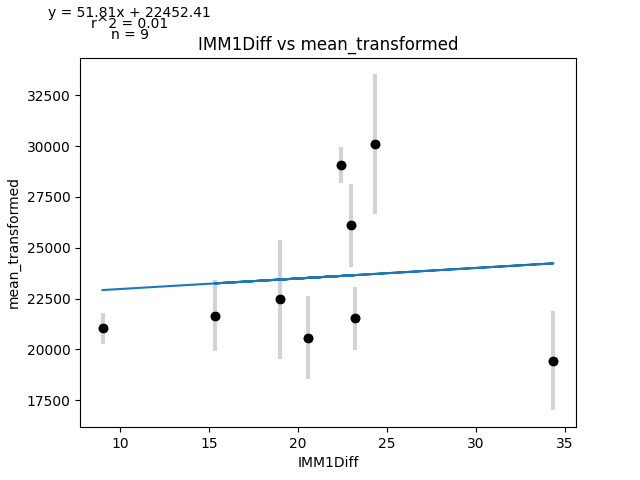 y = 51.81x + 22452.41
r^2 = 0.01
n = 9
IMM1Diff vs mean_transformed
32500
30000
27500
25000
22500
20000
17500
mean_transformed
10 15 20 25 30 35
IMM1Diff